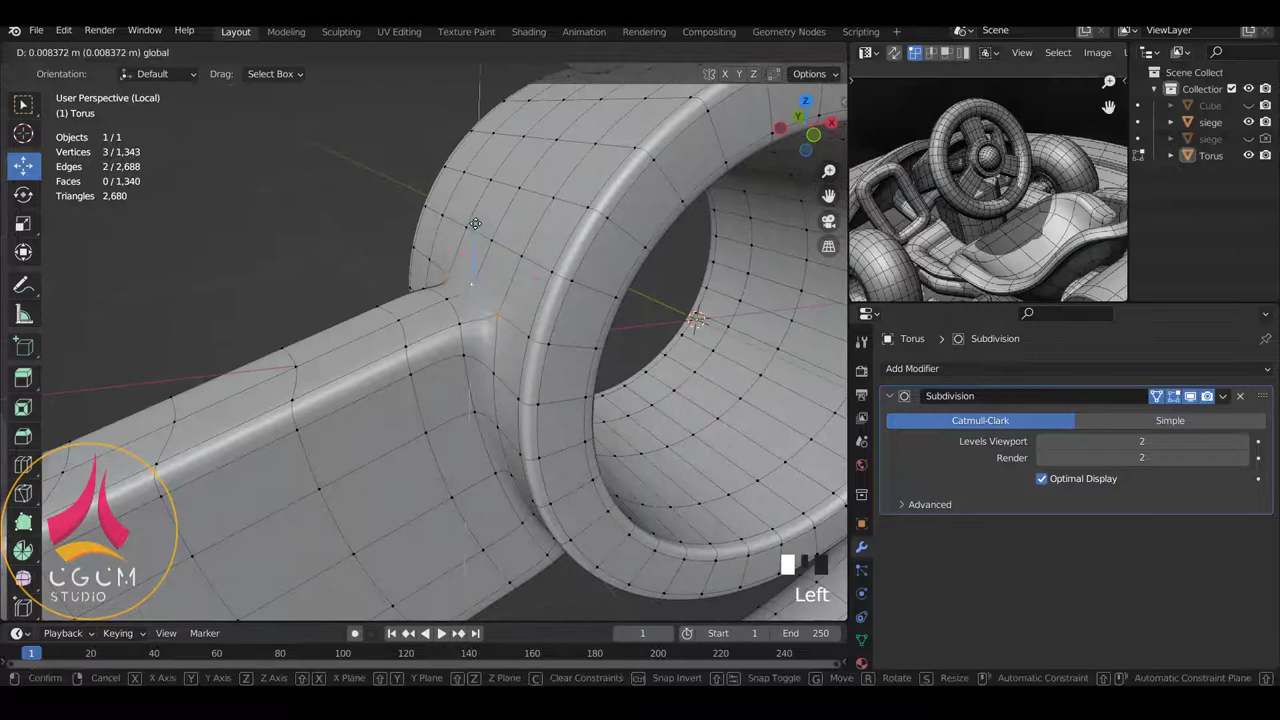 File Edit Render Window Help Layout Modeling Sculpting UV Editing Texture Paint Shading Animation Rendering Compositing Geometry Nodes Scripting Scene ViewLayer
D: 0.008372 m (0.008372 m) global
View Select Image
Orientation: Default Drag: Select Box X Y Z Options
Scene Collect
Collection
Cube
siege
siege
Torus
User Perspective (Local)
(1) Torus
Objects 1 / 1
Vertices 3 / 1,343
Edges 2 / 2,688
Faces 0 / 1,340
Triangles 2,680
Z
Y
X
Torus Subdivision
Add Modifier
Subdivision
Catmull-Clark Simple
Levels Viewport 2
Render 2
Optimal Display
Advanced
CGCM
STUDIO
Left
Playback Keying View Marker 1 Start 1 End 250
1 20 40 60 80 100 120 140 160 180 200 220 240
Confirm Cancel X X Axis Y Y Axis Z Z Axis X X Plane Y Y Plane Z Z Plane C Clear Constraints Ctrl Snap Invert Snap Toggle G Move R Rotate S Resize Automatic Constraint Automatic Constraint Plane